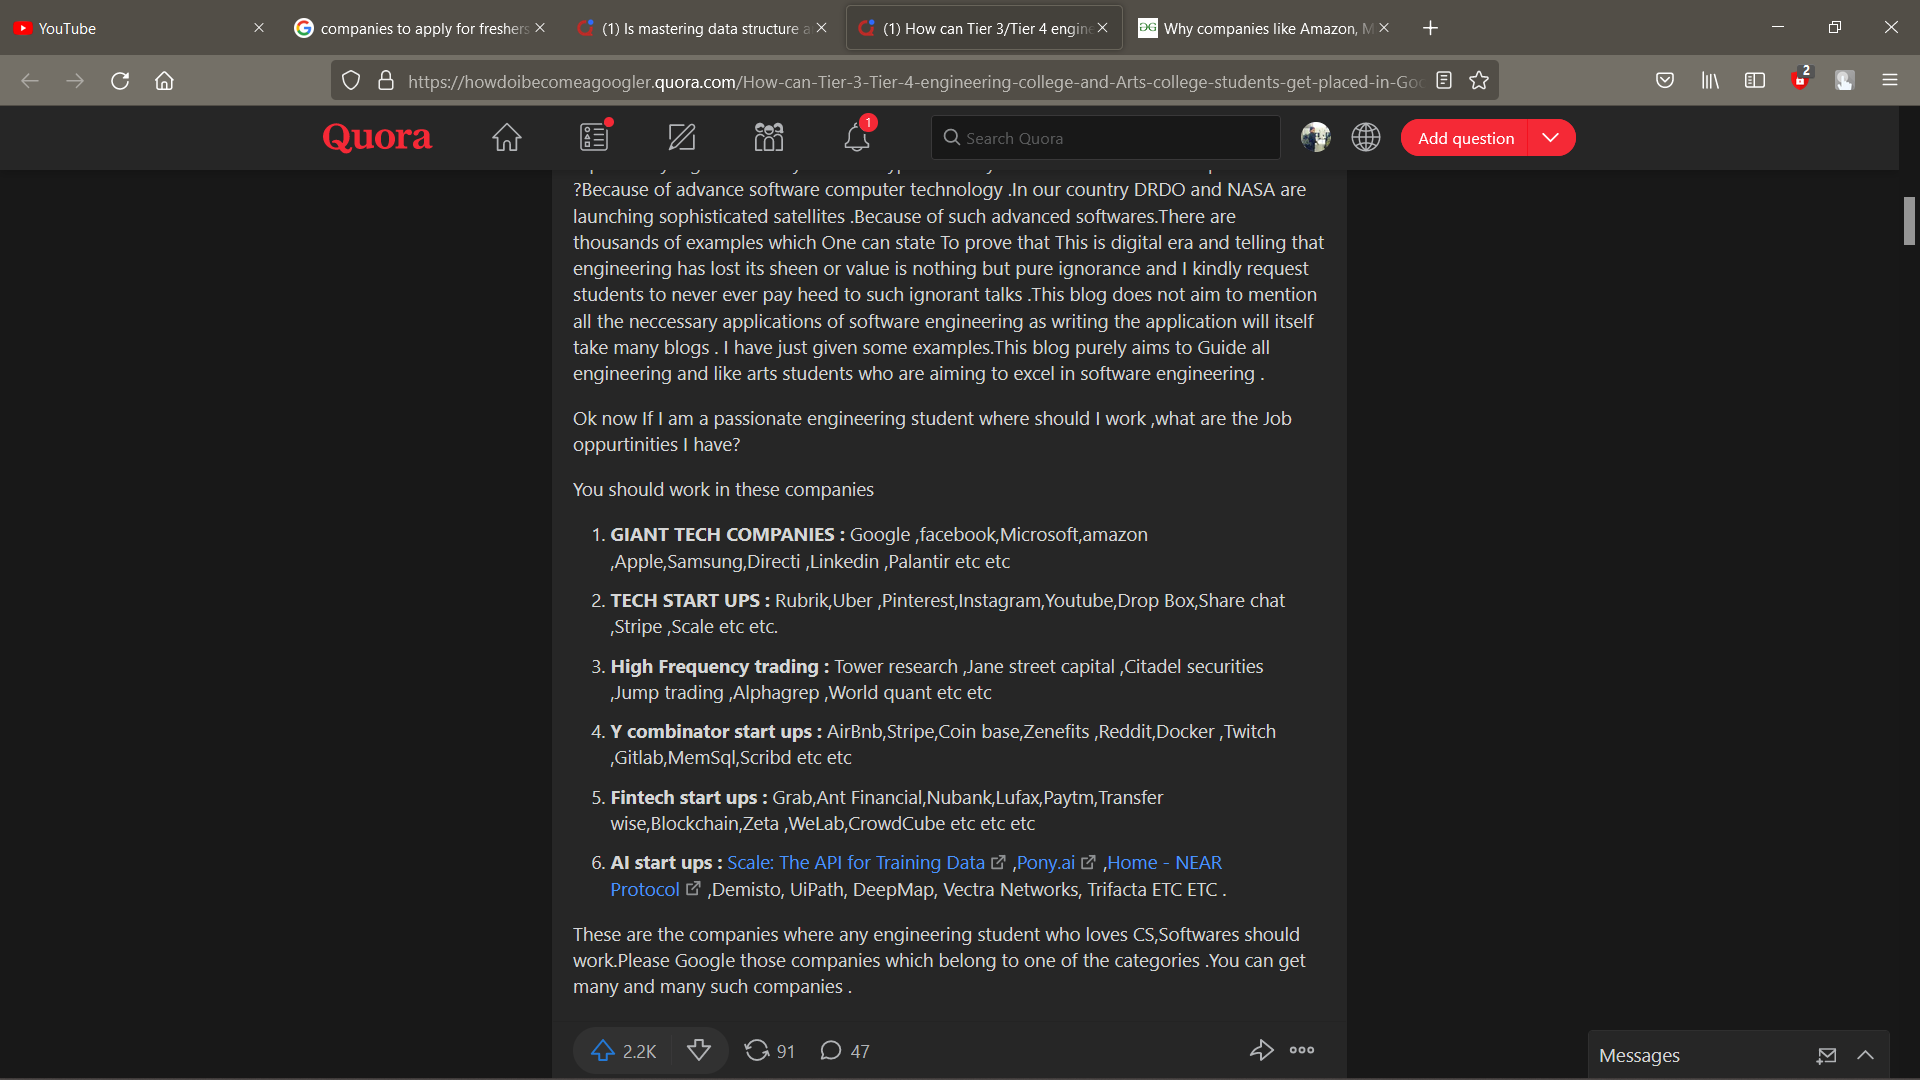 YouTube
companies to apply for freshers
(1) Is mastering data structure a
(1) How can Tier 3/Tier 4 engine
Why companies like Amazon, M
https://howdoibecomeagoogler.quora.com/How-can-Tier-3-Tier-4-engineering-college-and-Arts-college-students-get-placed-in-Goo
2
Quora
1
Search Quora
Add question
?Because of advance software computer technology .In our country DRDO and NASA are
launching sophisticated satellites .Because of such advanced softwares.There are
thousands of examples which One can state To prove that This is digital era and telling that
engineering has lost its sheen or value is nothing but pure ignorance and I kindly request
students to never ever pay heed to such ignorant talks .This blog does not aim to mention
all the neccessary applications of software engineering as writing the application will itself
take many blogs . I have just given some examples.This blog purely aims to Guide all
engineering and like arts students who are aiming to excel in software engineering .
Ok now If I am a passionate engineering student where should I work ,what are the Job
oppurtinities I have?
You should work in these companies
1. GIANT TECH COMPANIES : Google ,facebook,Microsoft,amazon
,Apple,Samsung,Directi ,Linkedin ,Palantir etc etc
2. TECH START UPS : Rubrik,Uber ,Pinterest,Instagram,Youtube,Drop Box,Share chat
,Stripe ,Scale etc etc.
3. High Frequency trading : Tower research ,Jane street capital ,Citadel securities
,Jump trading ,Alphagrep ,World quant etc etc
4. Y combinator start ups : AirBnb,Stripe,Coin base,Zenefits ,Reddit,Docker ,Twitch
,Gitlab,MemSql,Scribd etc etc
5. Fintech start ups : Grab,Ant Financial,Nubank,Lufax,Paytm,Transfer
wise,Blockchain,Zeta ,WeLab,CrowdCube etc etc etc
6. AI start ups : Scale: The API for Training Data ,Pony.ai ,Home - NEAR
Protocol ,Demisto, UiPath, DeepMap, Vectra Networks, Trifacta ETC ETC .
These are the companies where any engineering student who loves CS,Softwares should
work.Please Google those companies which belong to one of the categories .You can get
many and many such companies .
2.2K
91
47
Messages